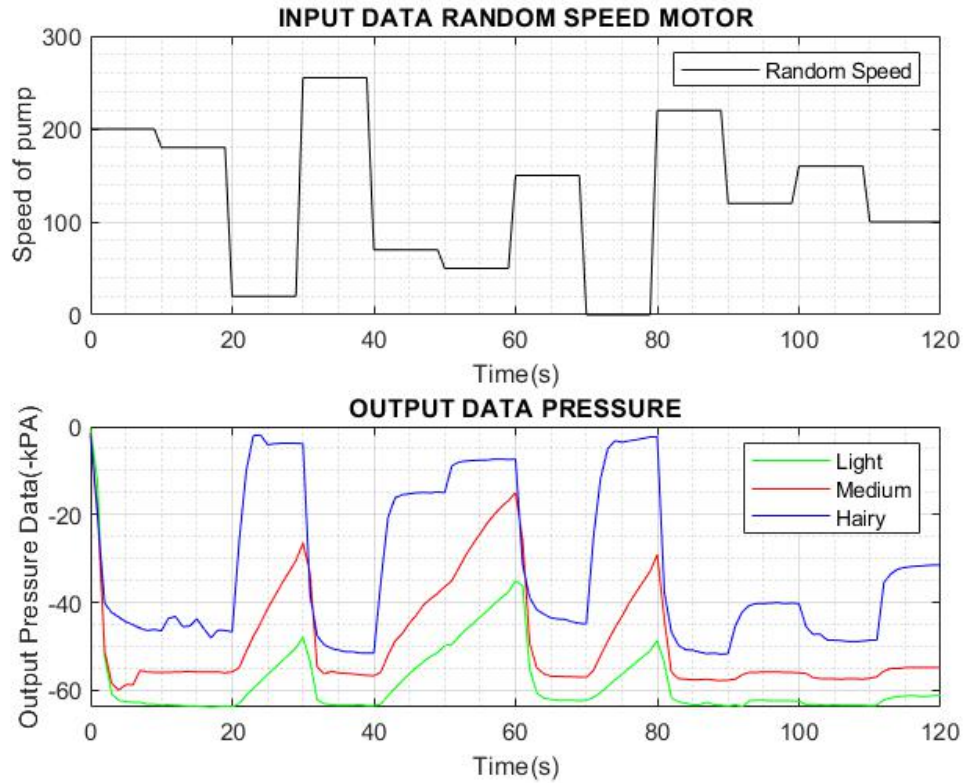 INPUT DATA RANDOM SPEED MOTOR
300
200
100
0
Speed of pump
Random Speed
0 20 40 60 80 100 120
Time(s)
OUTPUT DATA PRESSURE
0
-20
-40
-60
Output Pressure Data(-kPA)
Light
Medium
Hairy
0 20 40 60 80 100 120
Time(s)